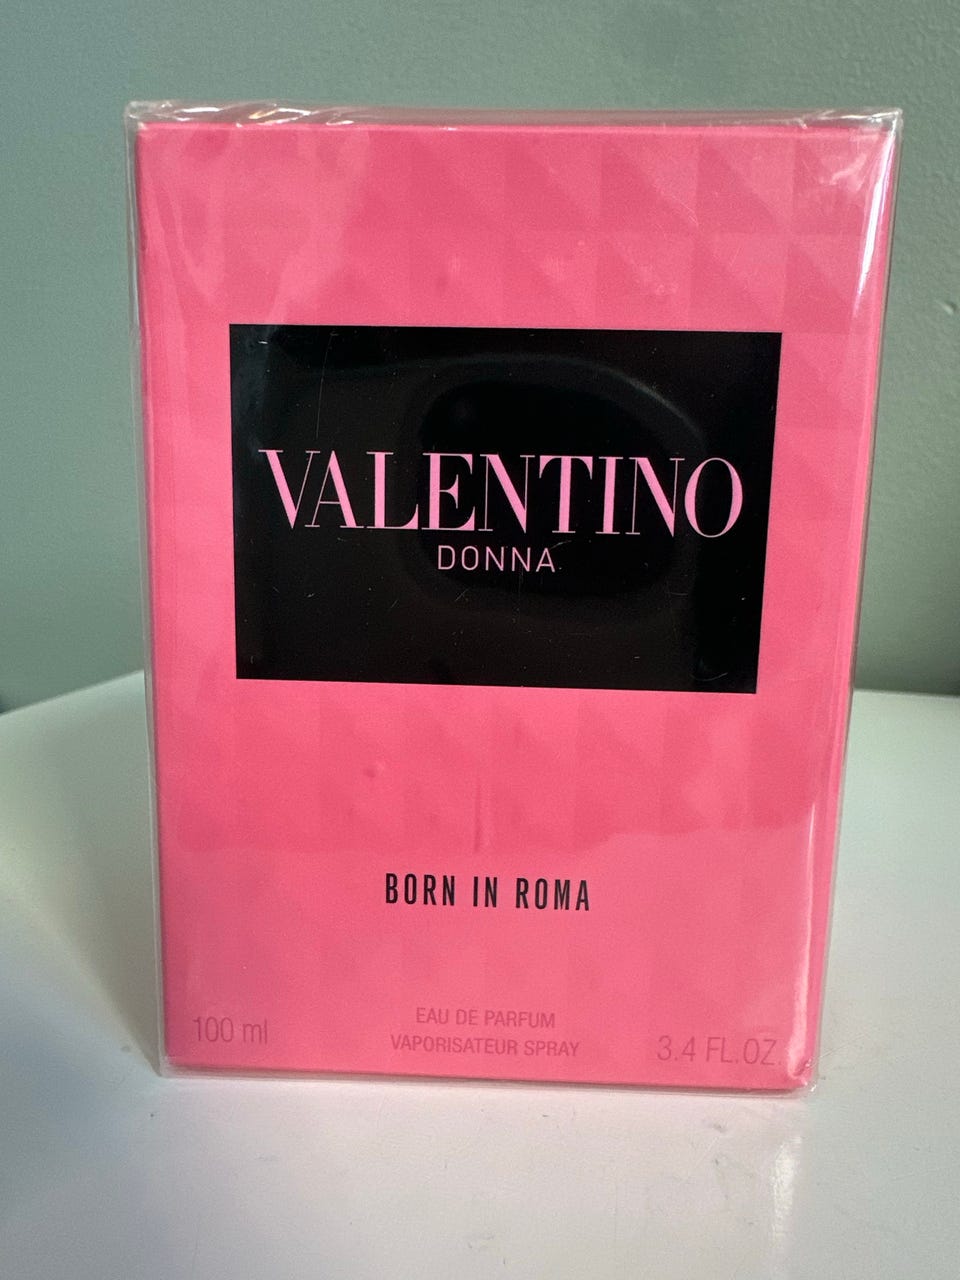 VALENTINO
DONNA
BORN IN ROMA
EAU DE PARFUM
VAPORISATEUR SPRAY
100 ml
3.4 FL.OZ.